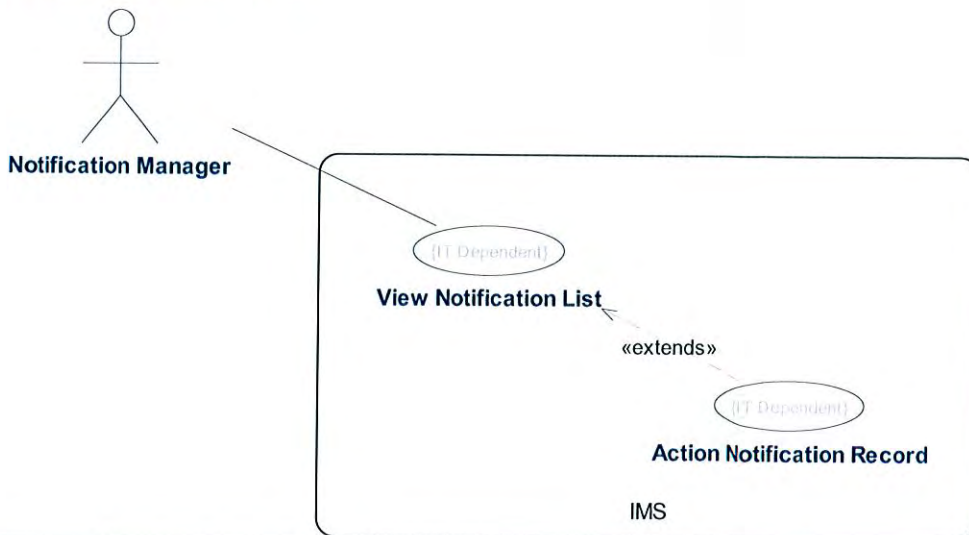 Notification Manager
{IT Dependent}
View Notification List
«extends»
{IT Dependent}
Action Notification Record
IMS